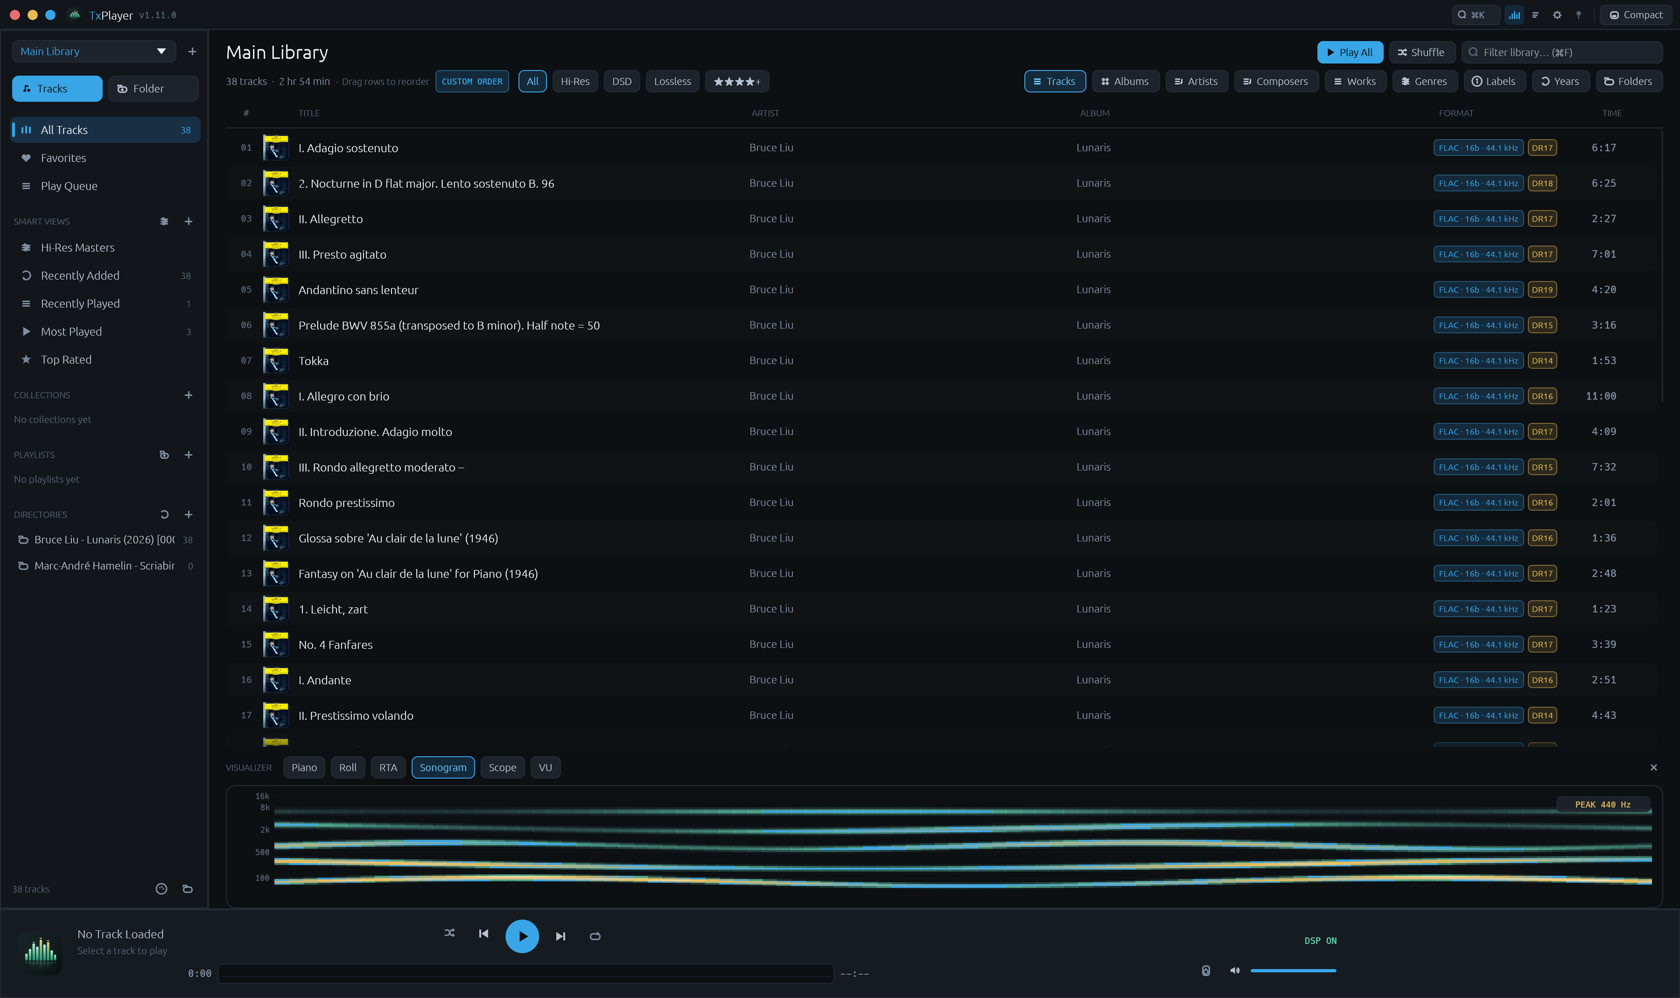 TxPlayer v1.11.0
⌘K
Compact
Main Library
+
Tracks
Folder
All Tracks 38
Favorites
Play Queue
SMART VIEWS +
Hi-Res Masters
Recently Added 38
Recently Played 1
Most Played 3
Top Rated
COLLECTIONS +
No collections yet
PLAYLISTS +
No playlists yet
DIRECTORIES +
Bruce Liu - Lunaris (2026) [00( 38
Marc-André Hamelin - Scriabir 0
38 tracks
Main Library
Play All
Shuffle
Filter library… (⌘F)
38 tracks · 2 hr 54 min · Drag rows to reorder CUSTOM ORDER All Hi-Res DSD Lossless ★★★★+
Tracks Albums Artists Composers Works Genres Labels Years Folders
# TITLE ARTIST ALBUM FORMAT TIME
01 I. Adagio sostenuto Bruce Liu Lunaris FLAC · 16b · 44.1 kHz DR17 6:17
02 2. Nocturne in D flat major. Lento sostenuto B. 96 Bruce Liu Lunaris FLAC · 16b · 44.1 kHz DR18 6:25
03 II. Allegretto Bruce Liu Lunaris FLAC · 16b · 44.1 kHz DR17 2:27
04 III. Presto agitato Bruce Liu Lunaris FLAC · 16b · 44.1 kHz DR17 7:01
05 Andantino sans lenteur Bruce Liu Lunaris FLAC · 16b · 44.1 kHz DR19 4:20
06 Prelude BWV 855a (transposed to B minor). Half note = 50 Bruce Liu Lunaris FLAC · 16b · 44.1 kHz DR15 3:16
07 Tokka Bruce Liu Lunaris FLAC · 16b · 44.1 kHz DR14 1:53
08 I. Allegro con brio Bruce Liu Lunaris FLAC · 16b · 44.1 kHz DR16 11:00
09 II. Introduzione. Adagio molto Bruce Liu Lunaris FLAC · 16b · 44.1 kHz DR17 4:09
10 III. Rondo allegretto moderato – Bruce Liu Lunaris FLAC · 16b · 44.1 kHz DR15 7:32
11 Rondo prestissimo Bruce Liu Lunaris FLAC · 16b · 44.1 kHz DR16 2:01
12 Glossa sobre 'Au clair de la lune' (1946) Bruce Liu Lunaris FLAC · 16b · 44.1 kHz DR16 1:36
13 Fantasy on 'Au clair de la lune' for Piano (1946) Bruce Liu Lunaris FLAC · 16b · 44.1 kHz DR17 2:48
14 1. Leicht, zart Bruce Liu Lunaris FLAC · 16b · 44.1 kHz DR17 1:23
15 No. 4 Fanfares Bruce Liu Lunaris FLAC · 16b · 44.1 kHz DR17 3:39
16 I. Andante Bruce Liu Lunaris FLAC · 16b · 44.1 kHz DR16 2:51
17 II. Prestissimo volando Bruce Liu Lunaris FLAC · 16b · 44.1 kHz DR14 4:43
VISUALIZER Piano Roll RTA Sonogram Scope VU
16k
8k
2k
500
100
PEAK 440 Hz
No Track Loaded
Select a track to play
0:00
--:--
DSP ON